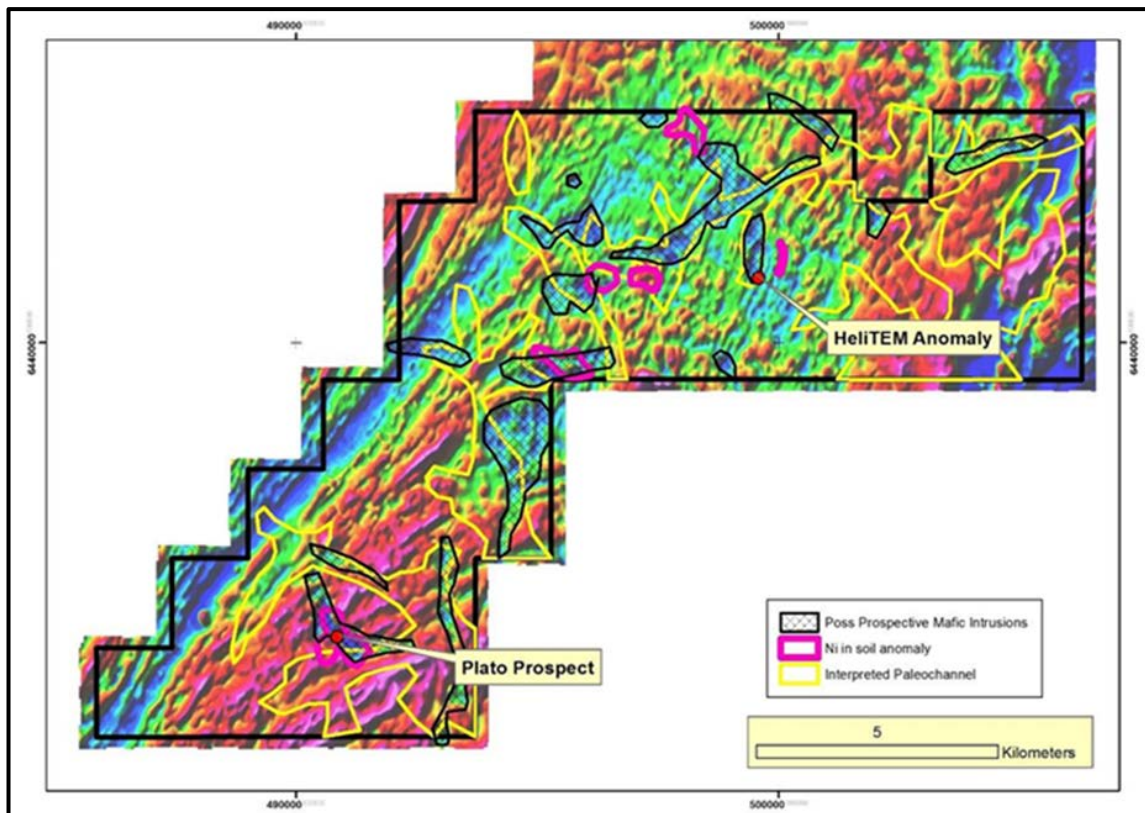 490000
500000
6440000
6440000
HeliTEM Anomaly
Plato Prospect
Poss Prospective Mafic Intrusions
Ni in soil anomaly
Interpreted Paleochannel
5
Kilometers
490000
500000